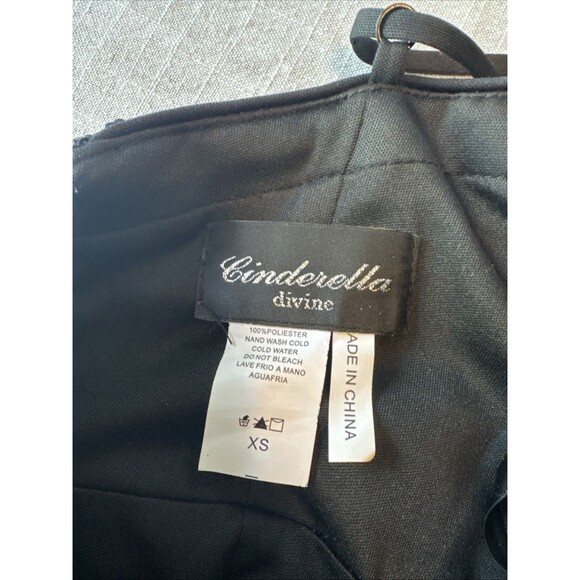 Cinderella
divine
100%POLIESTER
NAND WASH COLD
COLD WATER
DO NOT BLEACH
LAVE FRIO A MANO
AGUAFRIA
XS
ADE IN CHINA